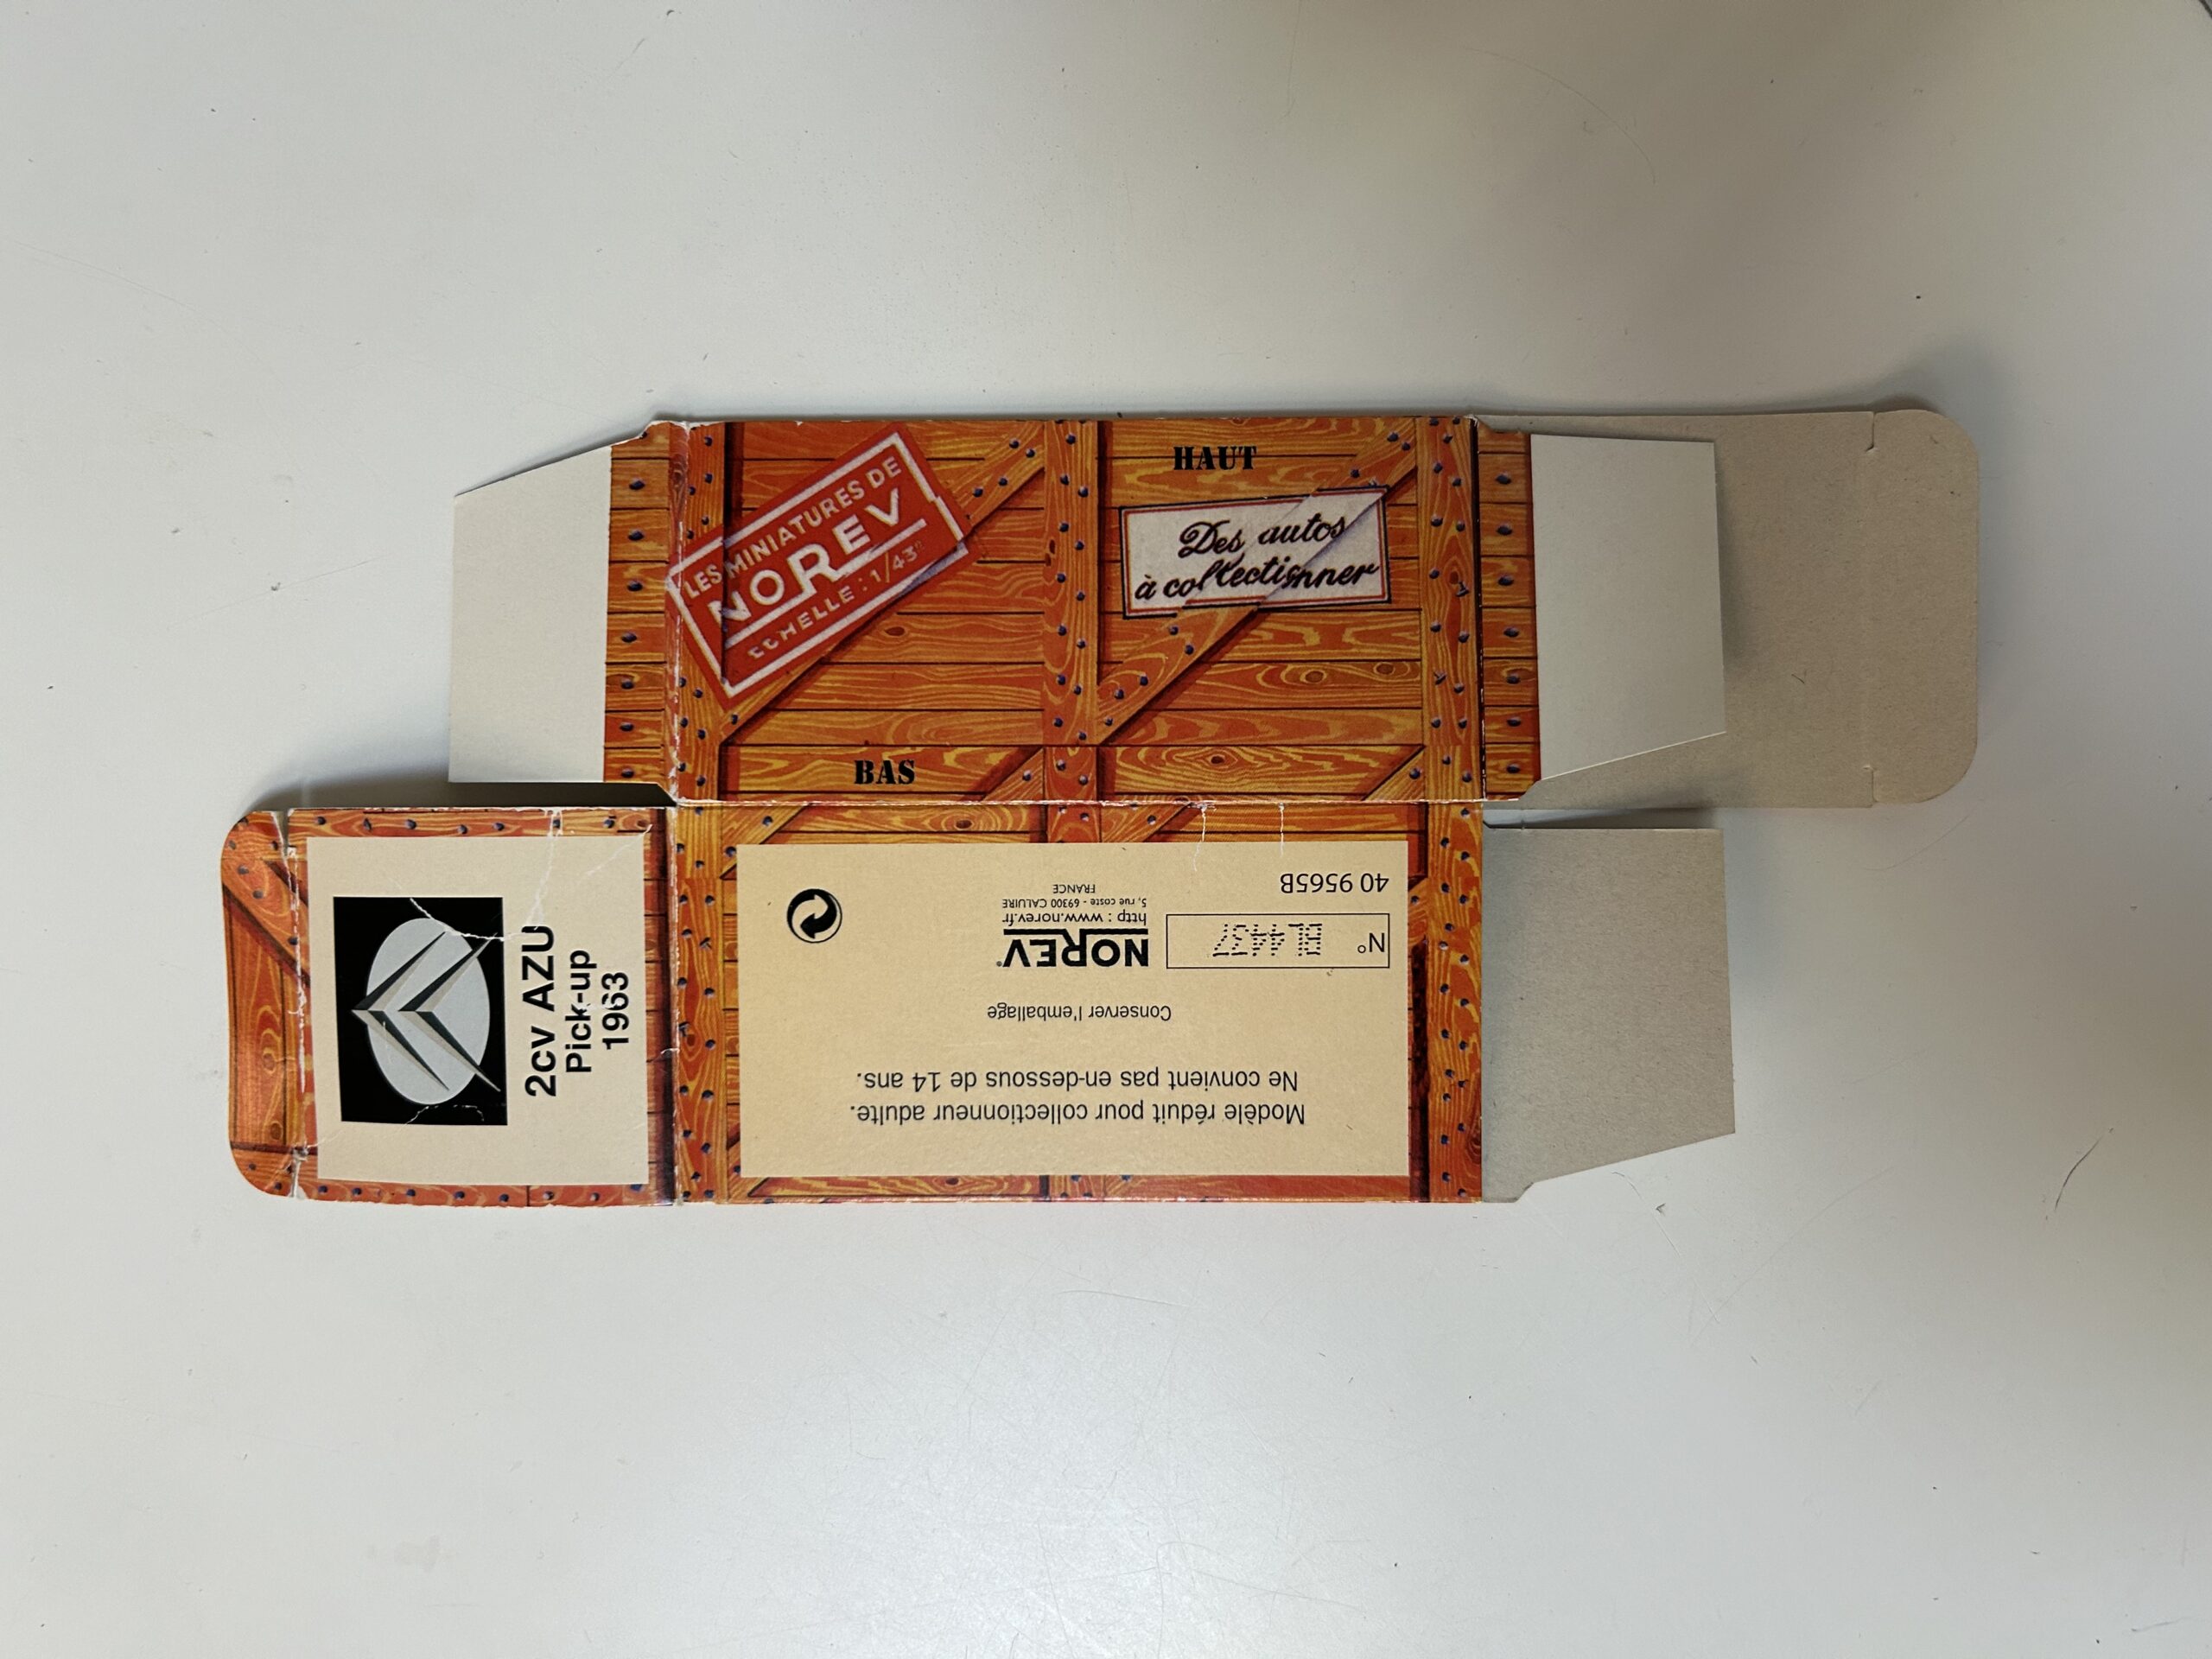 LES MINIATURES DE
NOREV
ECHELLE : 1/43e
HAUT
Des autos
à collectionner
BAS
2cv AZU
Pick-up
1963
Modèle réduit pour collectionneur adulte.
Ne convient pas en-dessous de 14 ans.
Conserver l'emballage
N° BL4437
NOREV®
http : www.norev.fr
5, rue coste - 69300 CALUIRE
FRANCE
40 9565B